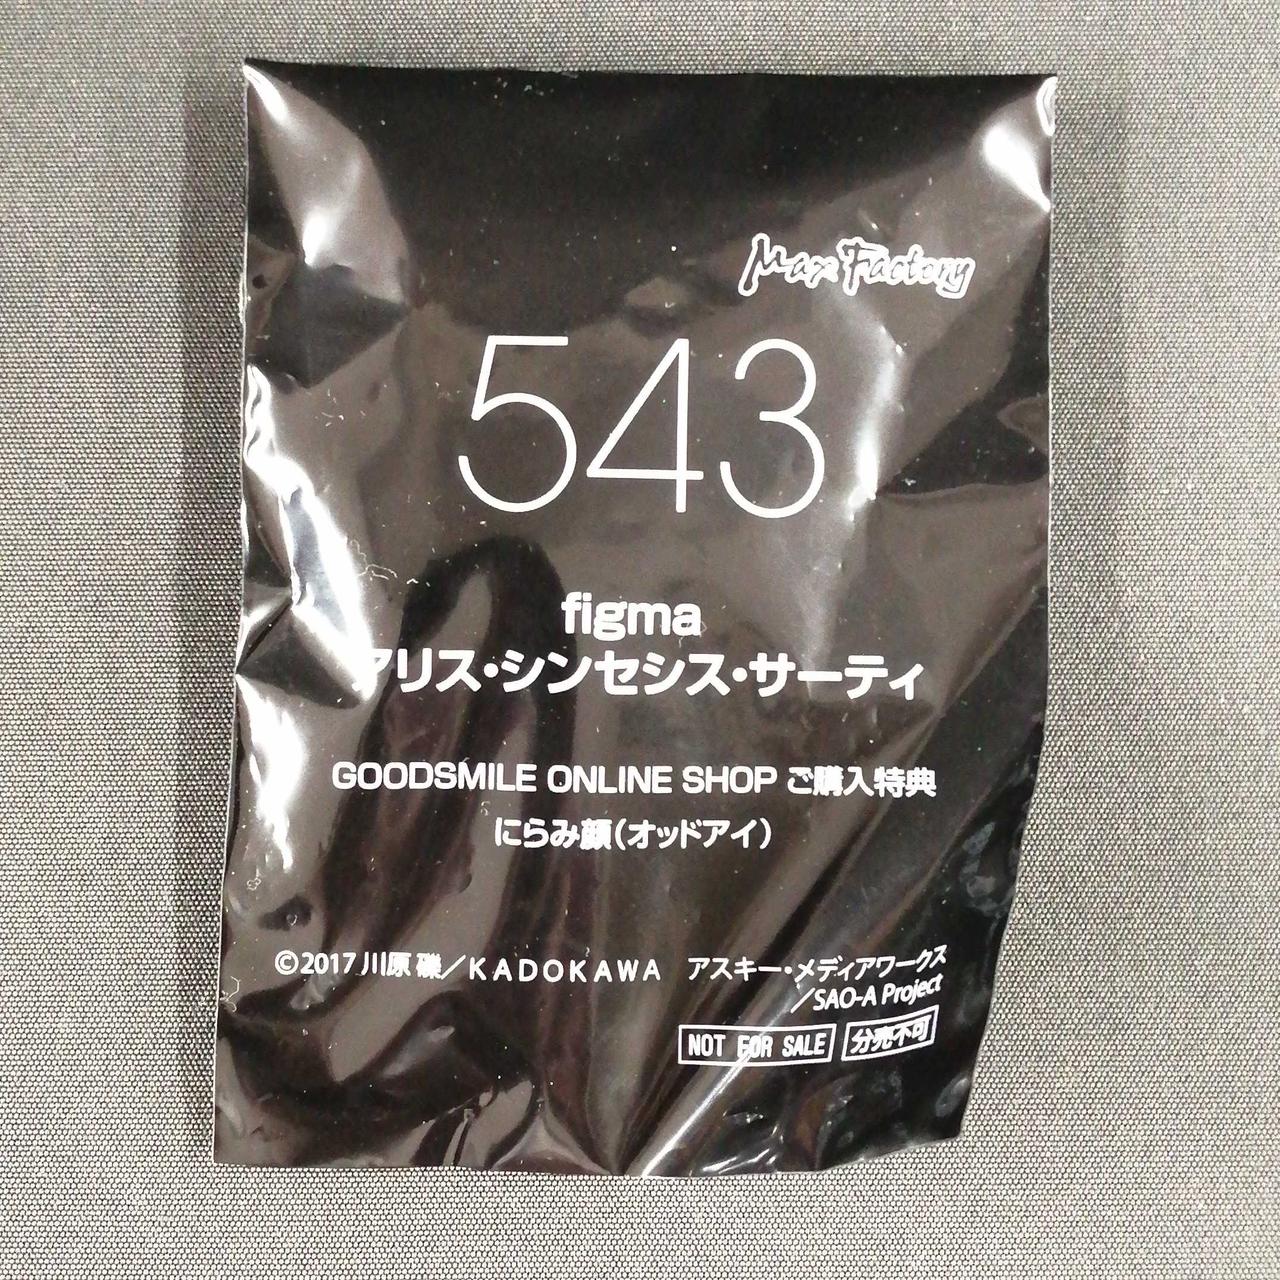 Max Factory
543
figma
アリス・シンセシス・サーティ
GOODSMILE ONLINE SHOP ご購入特典
にらみ顔(オッドアイ)
©2017 川原 礫／KADOKAWA アスキー・メディアワークス
／SAO-A Project
NOT FOR SALE 分売不可